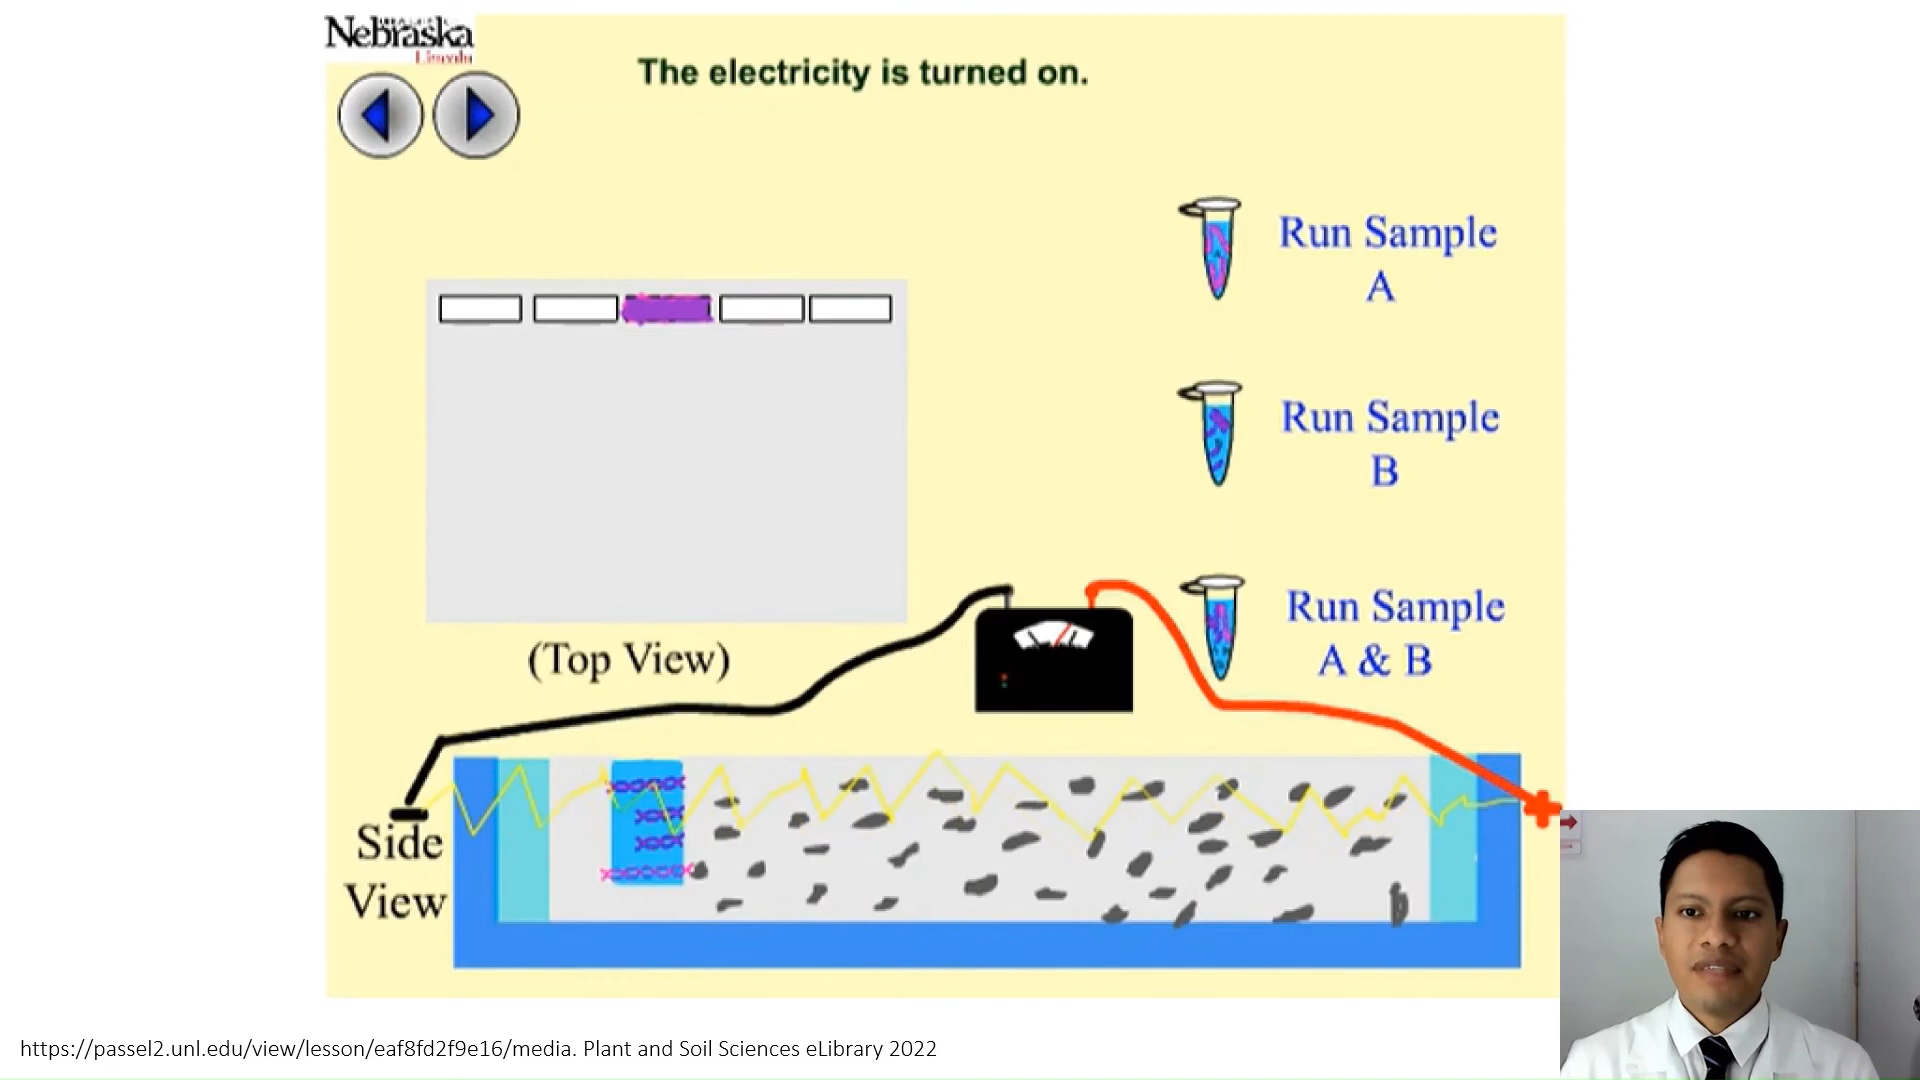 Nebraska
Lincoln
The electricity is turned on.
Run Sample
A
Run Sample
B
Run Sample
A & B
(Top View)
Side
View
https://passel2.unl.edu/view/lesson/eaf8fd2f9e16/media. Plant and Soil Sciences eLibrary 2022